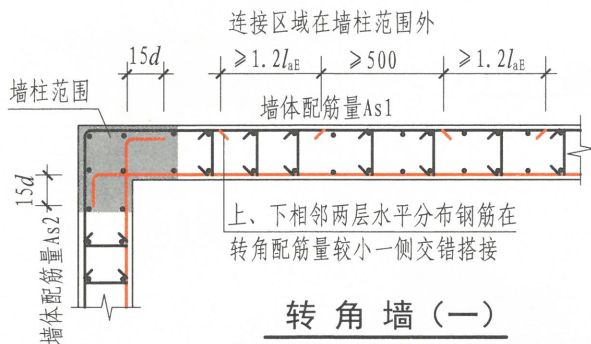 连接区域在墙柱范围外
15d ≥1.2laE ≥500 ≥1.2laE
墙柱范围
墙体配筋量As1
15d
墙体配筋量As2
上、下相邻两层水平分布钢筋在
转角配筋量较小一侧交错搭接
转角墙(一)